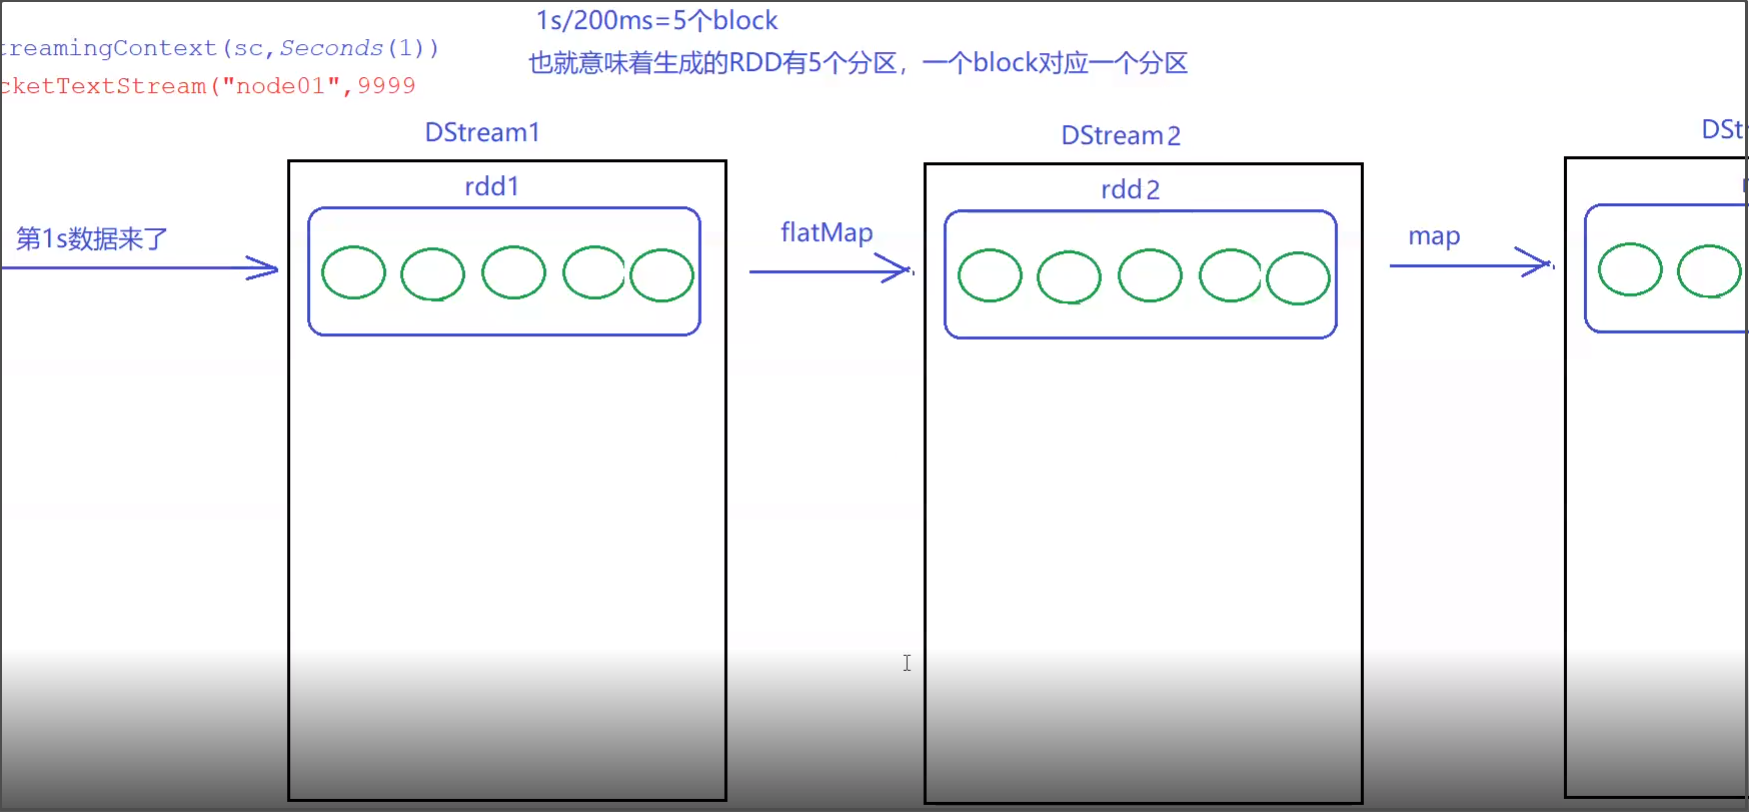 1s/200ms=5个block
treamingContext(sc,Seconds(1))
也就意味着生成的RDD有5个分区，一个block对应一个分区
cketTextStream("node01",9999
DStream1
DStream2
DSt
rdd1
rdd2
第1s数据来了
flatMap
map